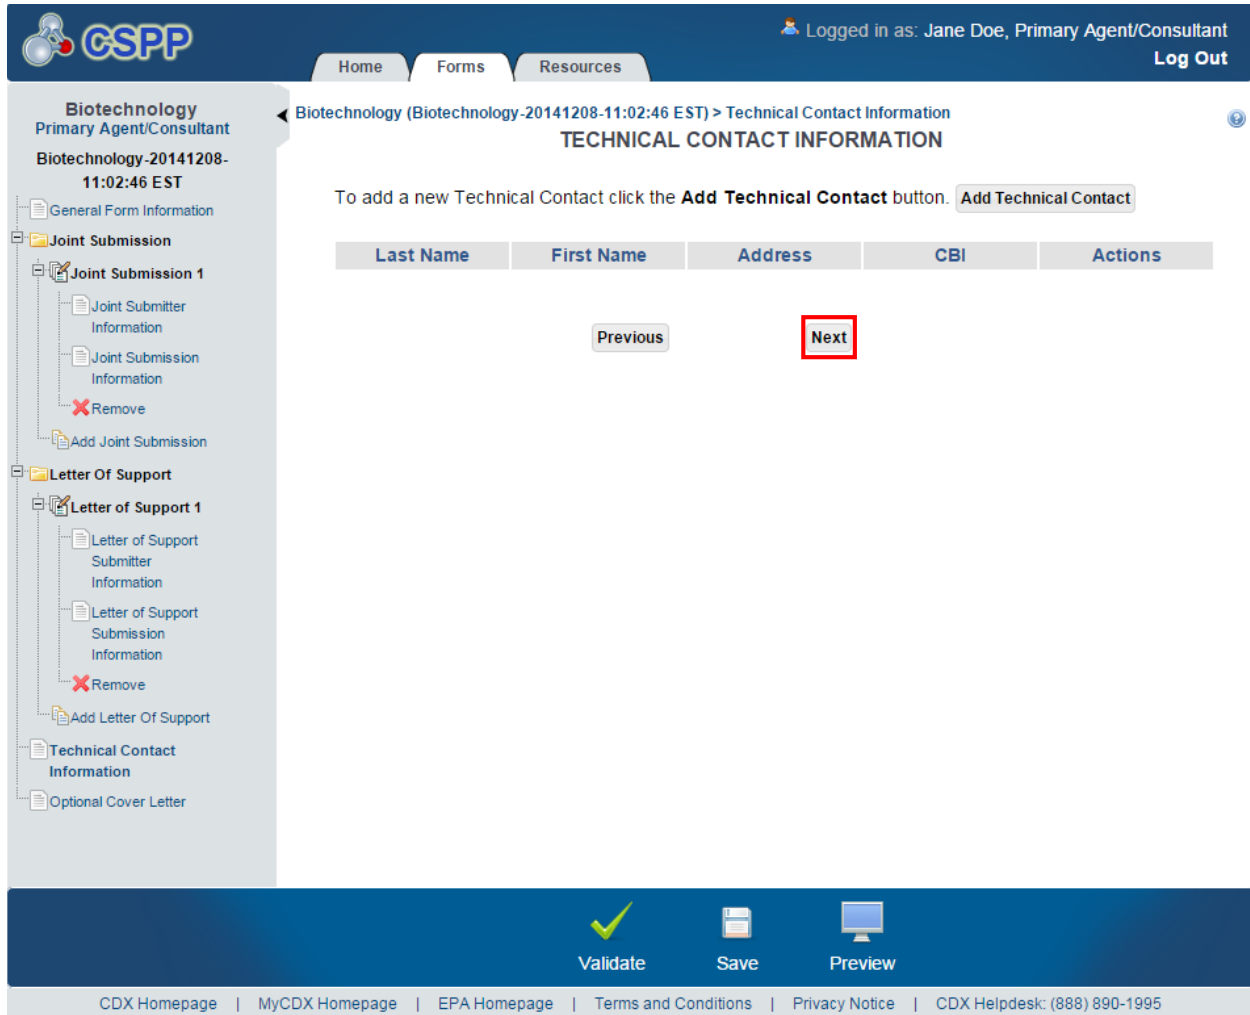 CSPP
Logged in as: Jane Doe, Primary Agent/Consultant
Log Out
Home
Forms
Resources
Biotechnology
Primary Agent/Consultant
Biotechnology-20141208-
11:02:46 EST
General Form Information
Joint Submission
Joint Submission 1
Joint Submitter
Information
Joint Submission
Information
Remove
Add Joint Submission
Letter Of Support
Letter of Support 1
Letter of Support
Submitter
Information
Letter of Support
Submission
Information
Remove
Add Letter Of Support
Technical Contact
Information
Optional Cover Letter
Biotechnology (Biotechnology-20141208-11:02:46 EST) > Technical Contact Information
TECHNICAL CONTACT INFORMATION
To add a new Technical Contact click the Add Technical Contact button. Add Technical Contact
Last Name First Name Address CBI Actions
Previous Next
Validate Save Preview
CDX Homepage | MyCDX Homepage | EPA Homepage | Terms and Conditions | Privacy Notice | CDX Helpdesk: (888) 890-1995